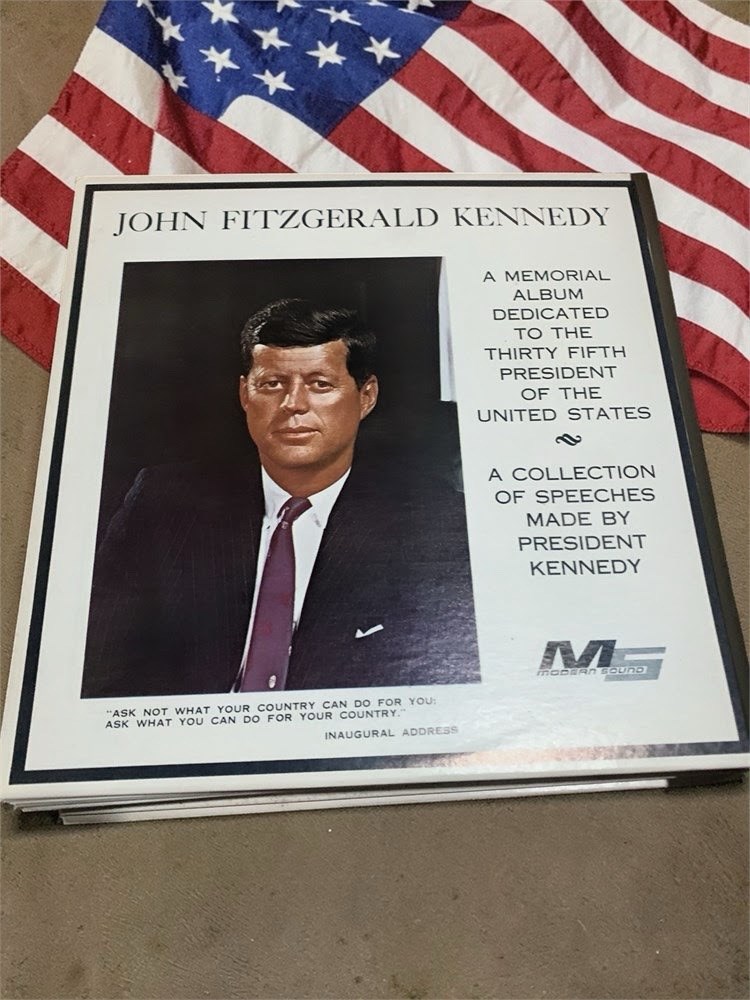 JOHN FITZGERALD KENNEDY
A MEMORIAL
ALBUM
DEDICATED
TO THE
THIRTY FIFTH
PRESIDENT
OF THE
UNITED STATES
A COLLECTION
OF SPEECHES
MADE BY
PRESIDENT
KENNEDY
MS
MODERN SOUND
"ASK NOT WHAT YOUR COUNTRY CAN DO FOR YOU:
ASK WHAT YOU CAN DO FOR YOUR COUNTRY."
INAUGURAL ADDRESS